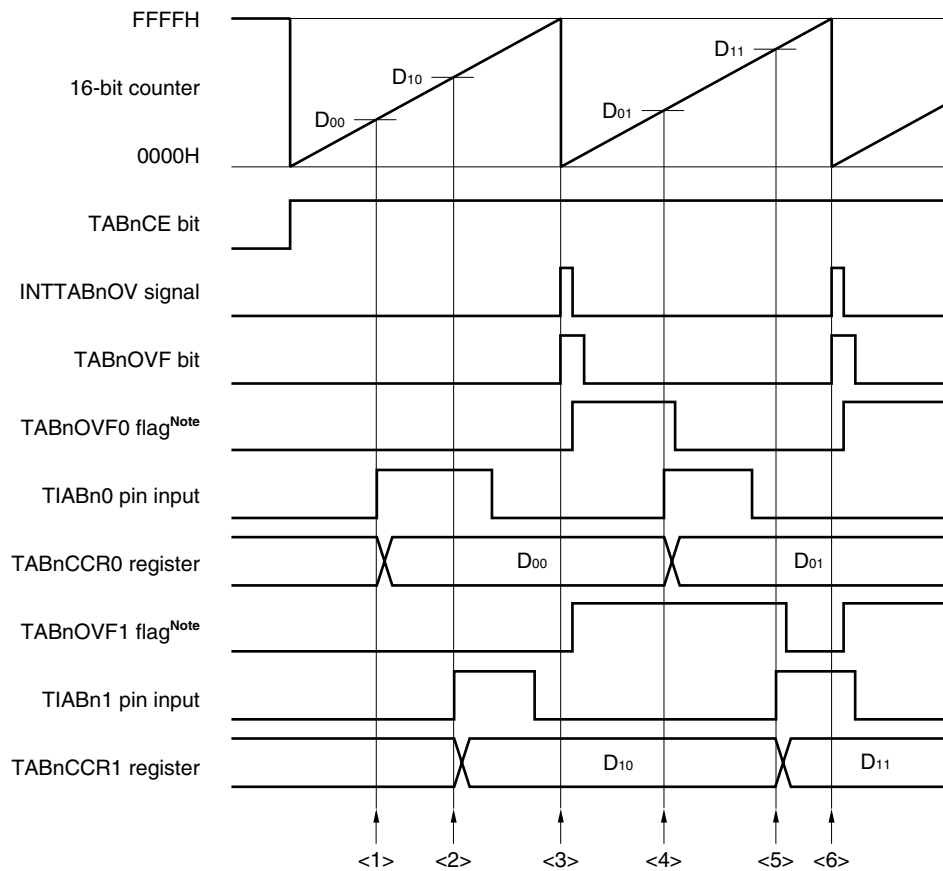 FFFFH
D11
D10
16-bit counter
D01
D00
0000H
TABnCE bit
INTTABnOV signal
TABnOVF bit
TABnOVF0 flagNote
TIABn0 pin input
TABnCCR0 register
D00
D01
TABnOVF1 flagNote
TIABn1 pin input
TABnCCR1 register
D10
D11
<1> <2> <3> <4> <5> <6>